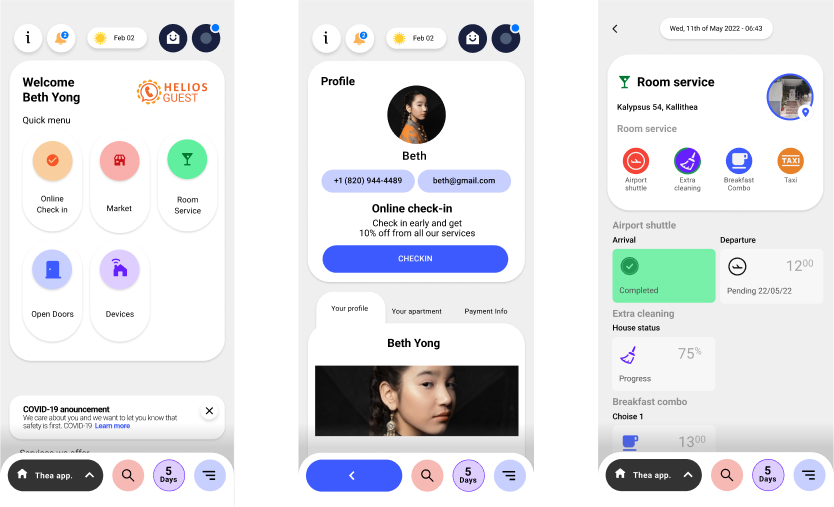 i
2
Feb 02
Welcome
Beth Yong
HELIOS
GUEST
Quick menu
Online
Check in
Market
Room
Service
Open Doors
Devices
COVID-19 anouncement
We care about you and we want to let you know that
safety is first. COVID-19 Learn more
Services we offer
Thea app.
5
Days
i
2
Feb 02
Profile
Beth
+1 (820) 944-4489
beth@gmail.com
Online check-in
Check in early and get
10% off from all our services
CHECKIN
Your profile
Your apartment
Payment Info
Beth Yong
5
Days
Wed, 11th of May 2022 - 06:43
Room service
Kalypsus 54, Kallithea
Room service
Airport
shuttle
Extra
cleaning
Breakfast
Combo
TAXI
Taxi
Airport shuttle
Arrival
Departure
Completed
1200
Pending 22/05/22
Extra cleaning
House status
75%
Progress
Breakfast combo
Choise 1
1300
Thea app.
5
Days